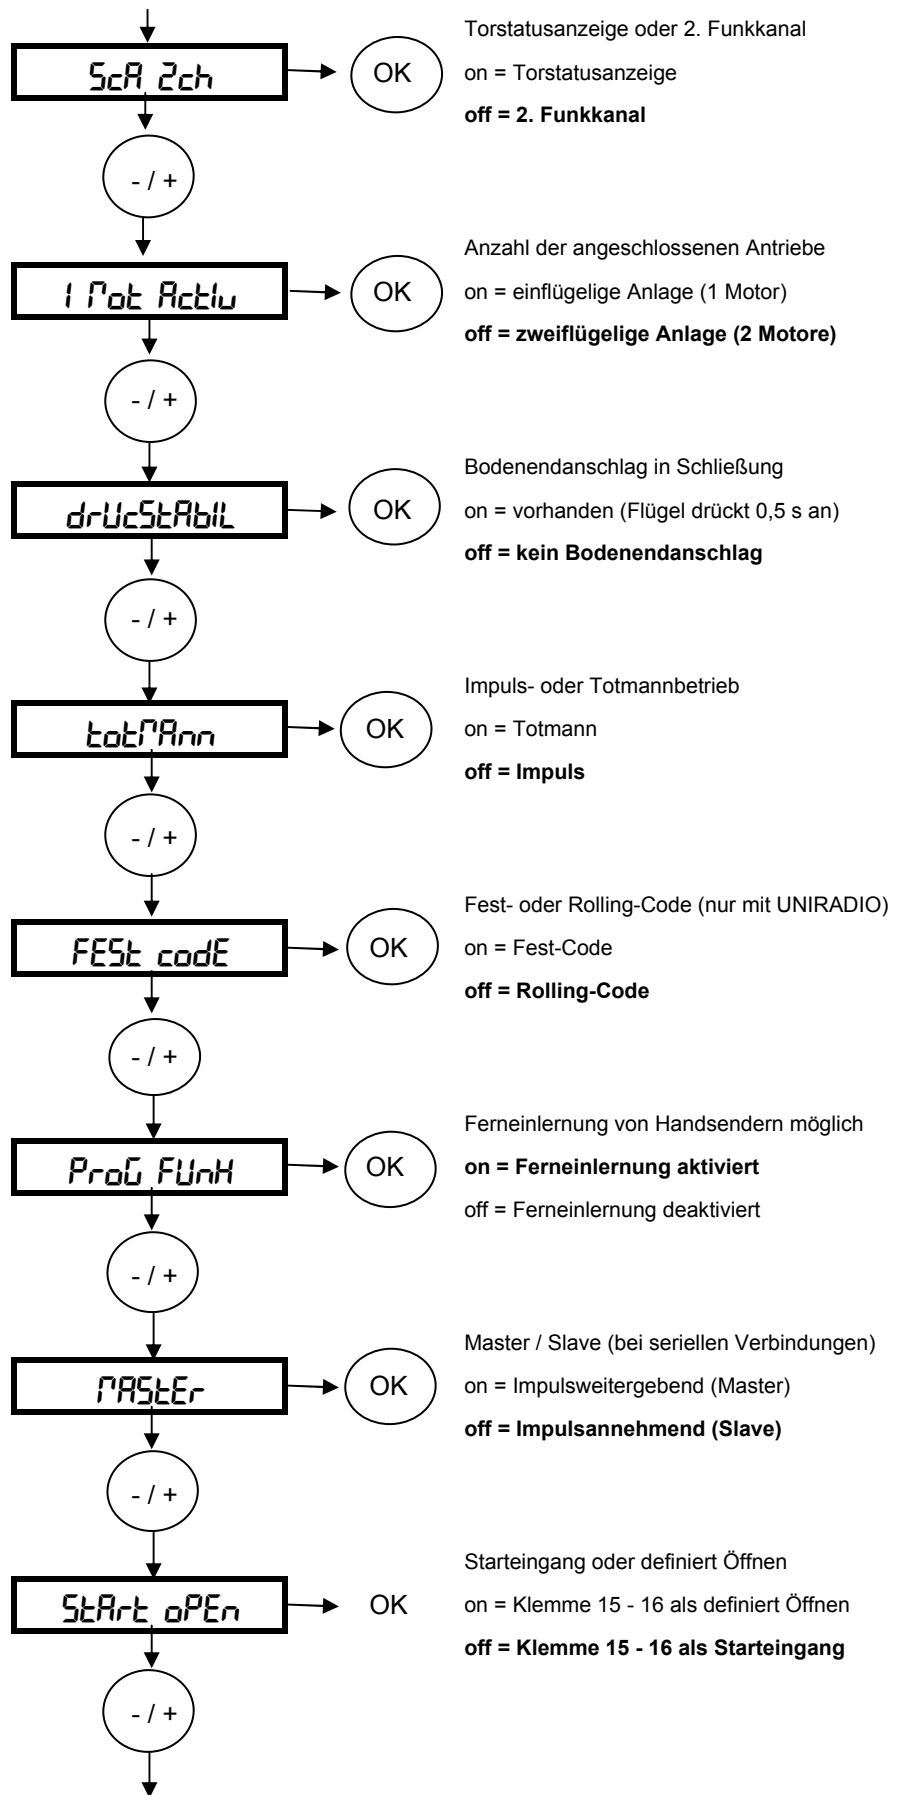 Torstatusanzeige oder 2. Funkkanal
ScA 2ch
OK
on = Torstatusanzeige
off = 2. Funkkanal
- / +
Anzahl der angeschlossenen Antriebe
1 Mot ActIv
OK
on = einflügelige Anlage (1 Motor)
off = zweiflügelige Anlage (2 Motore)
- / +
Bodenendanschlag in Schließung
drUcStAbIL
OK
on = vorhanden (Flügel drückt 0,5 s an)
off = kein Bodenendanschlag
- / +
Impuls- oder Totmannbetrieb
totMAnn
OK
on = Totmann
off = Impuls
- / +
Fest- oder Rolling-Code (nur mit UNIRADIO)
FESt codE
OK
on = Fest-Code
off = Rolling-Code
- / +
Ferneinlernung von Handsendern möglich
ProG FUnH
OK
on = Ferneinlernung aktiviert
off = Ferneinlernung deaktiviert
- / +
Master / Slave (bei seriellen Verbindungen)
MAStEr
OK
on = Impulsweitergebend (Master)
off = Impulsannehmend (Slave)
- / +
Starteingang oder definiert Öffnen
StArt oPEn
OK
on = Klemme 15 - 16 als definiert Öffnen
off = Klemme 15 - 16 als Starteingang
- / +